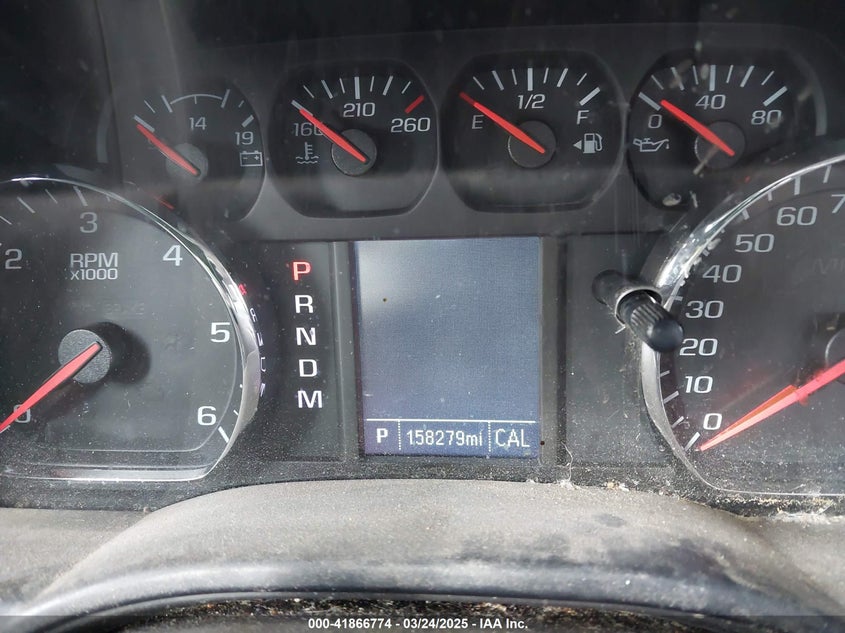 14 19
160 210 260
E 1/2 F
0 40 80
2 3 4 5 6
RPM
x1000
0
P
R
N
D
M
P 158279mi CAL
0 10 20 30 40 50 60
000-41866774 - 03/24/2025 - IAA Inc.